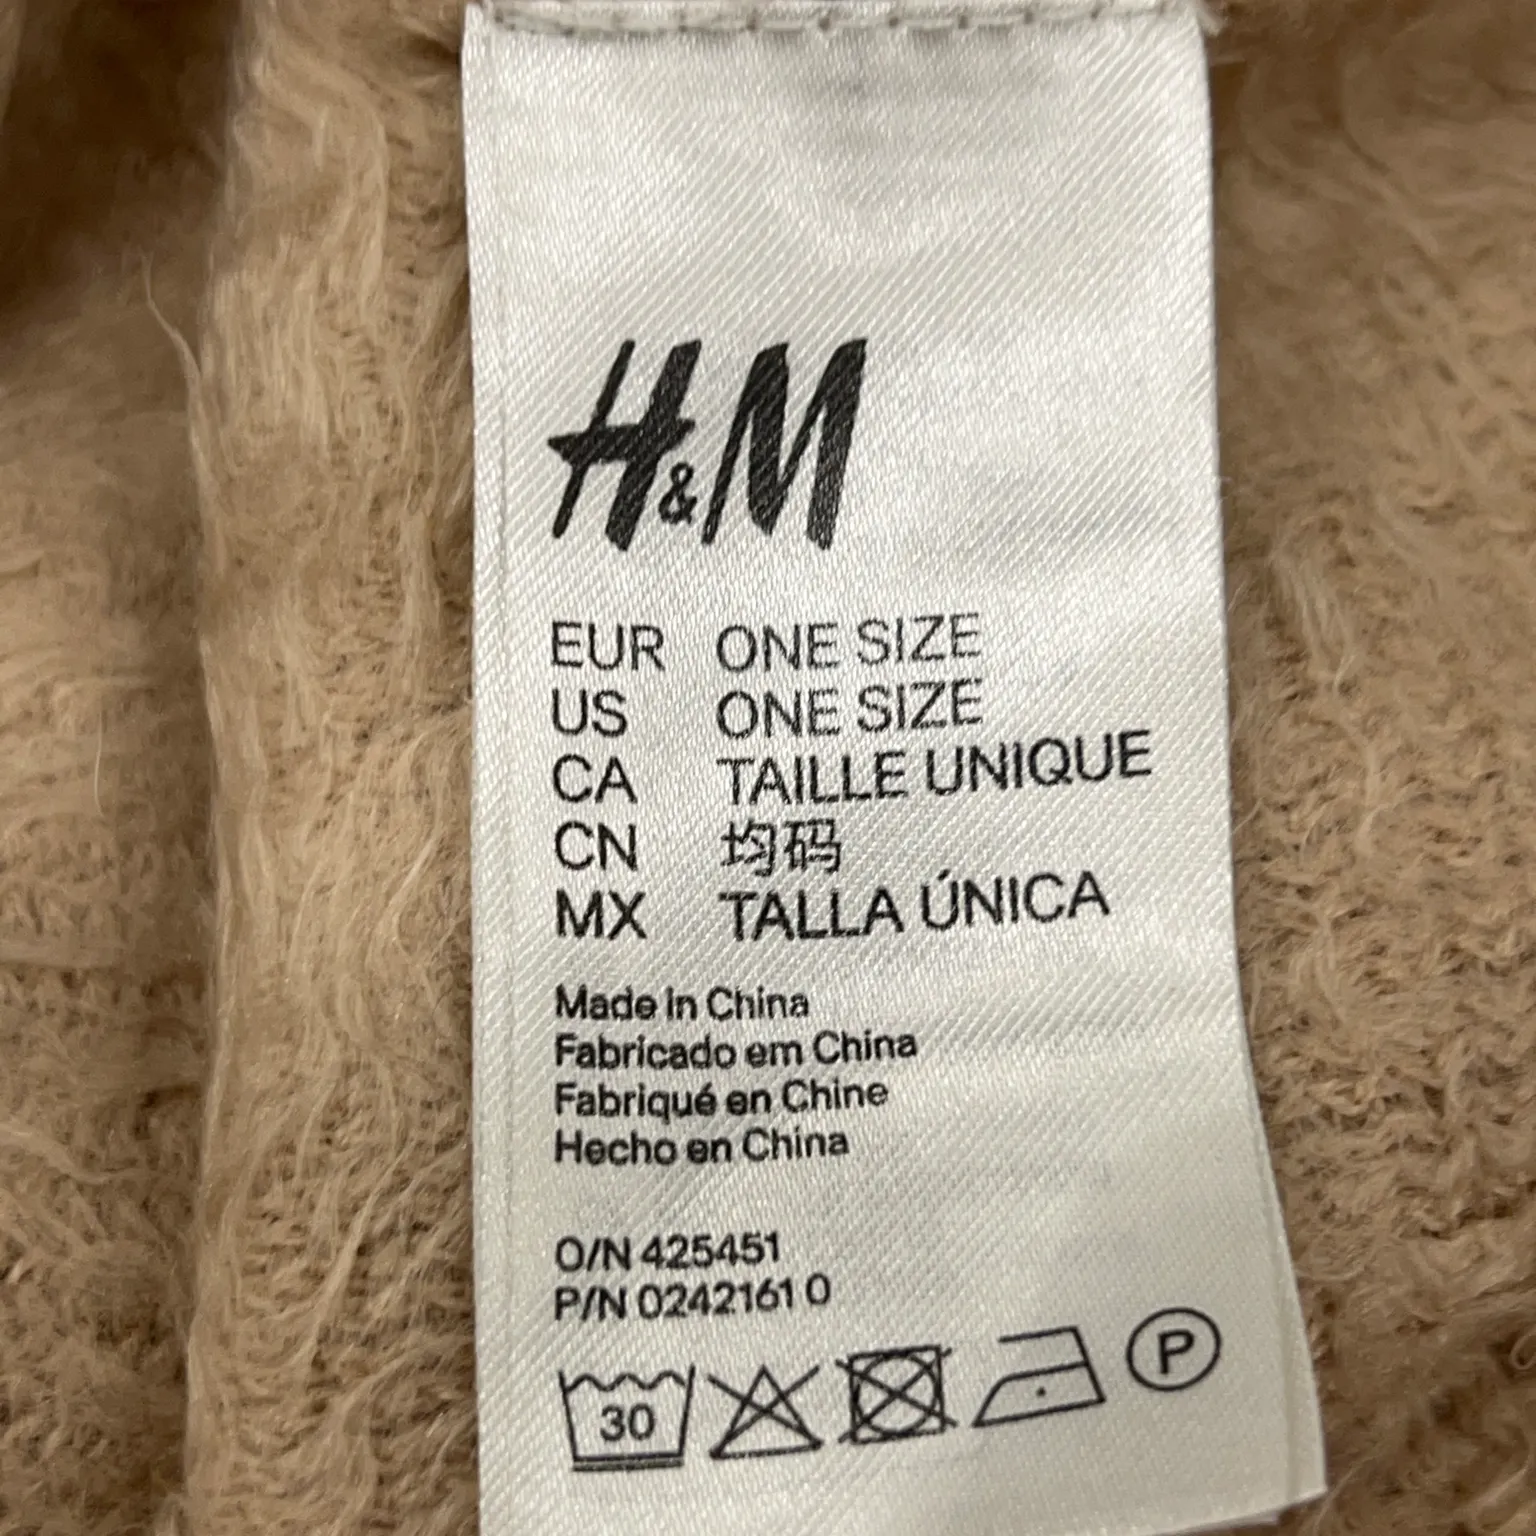 H&M
EUR ONE SIZE
US ONE SIZE
CA TAILLE UNIQUE
CN 均码
MX TALLA ÚNICA
Made in China
Fabricado em China
Fabriqué en Chine
Hecho en China
O/N 425451
P/N 0242161 0
30 P